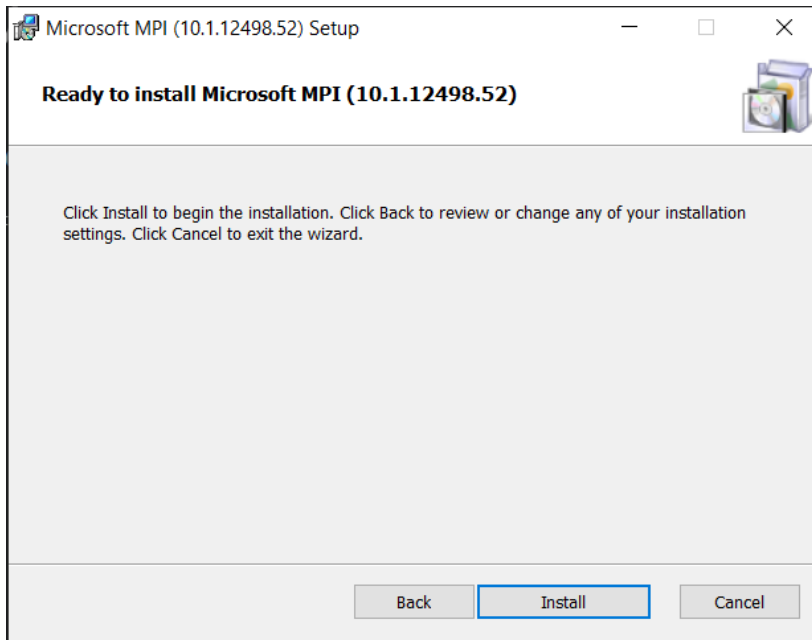 Microsoft MPI (10.1.12498.52) Setup
Ready to install Microsoft MPI (10.1.12498.52)
Click Install to begin the installation. Click Back to review or change any of your installation
settings. Click Cancel to exit the wizard.
Back Install Cancel